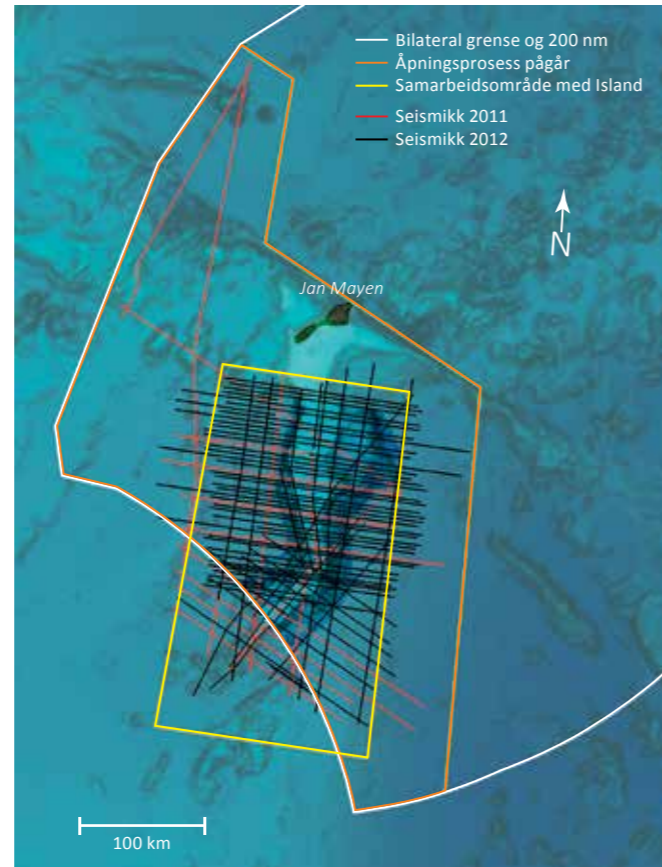 Bilateral grense og 200 nm
Åpningsprosess pågår
Samarbeidsområde med Island
Seismikk 2011
Seismikk 2012
N
Jan Mayen
100 km